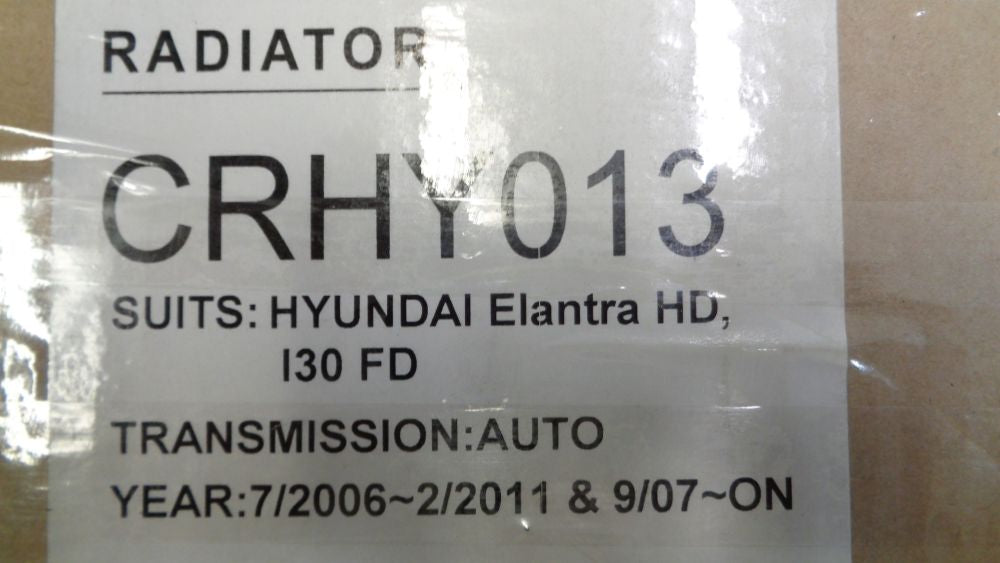 RADIATOR
CRHY013
SUITS: HYUNDAI Elantra HD,
I30 FD
TRANSMISSION:AUTO
YEAR:7/2006~2/2011 & 9/07~ON